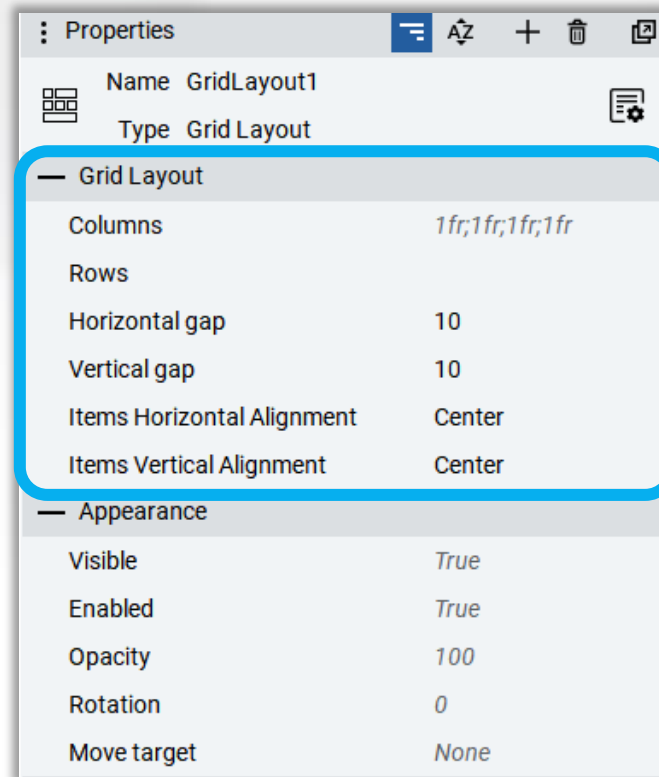 Properties
Name GridLayout1
Type Grid Layout
Grid Layout
Columns 1fr;1fr;1fr;1fr
Rows
Horizontal gap 10
Vertical gap 10
Items Horizontal Alignment Center
Items Vertical Alignment Center
Appearance
Visible True
Enabled True
Opacity 100
Rotation 0
Move target None